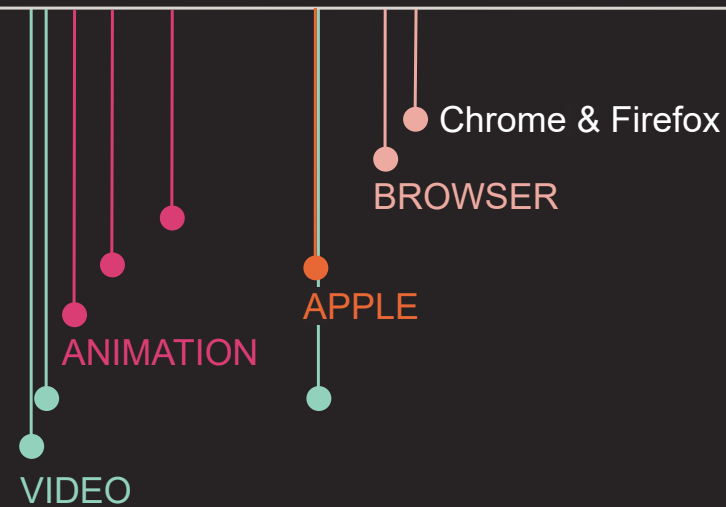 Chrome & Firefox
BROWSER
APPLE
ANIMATION
VIDEO